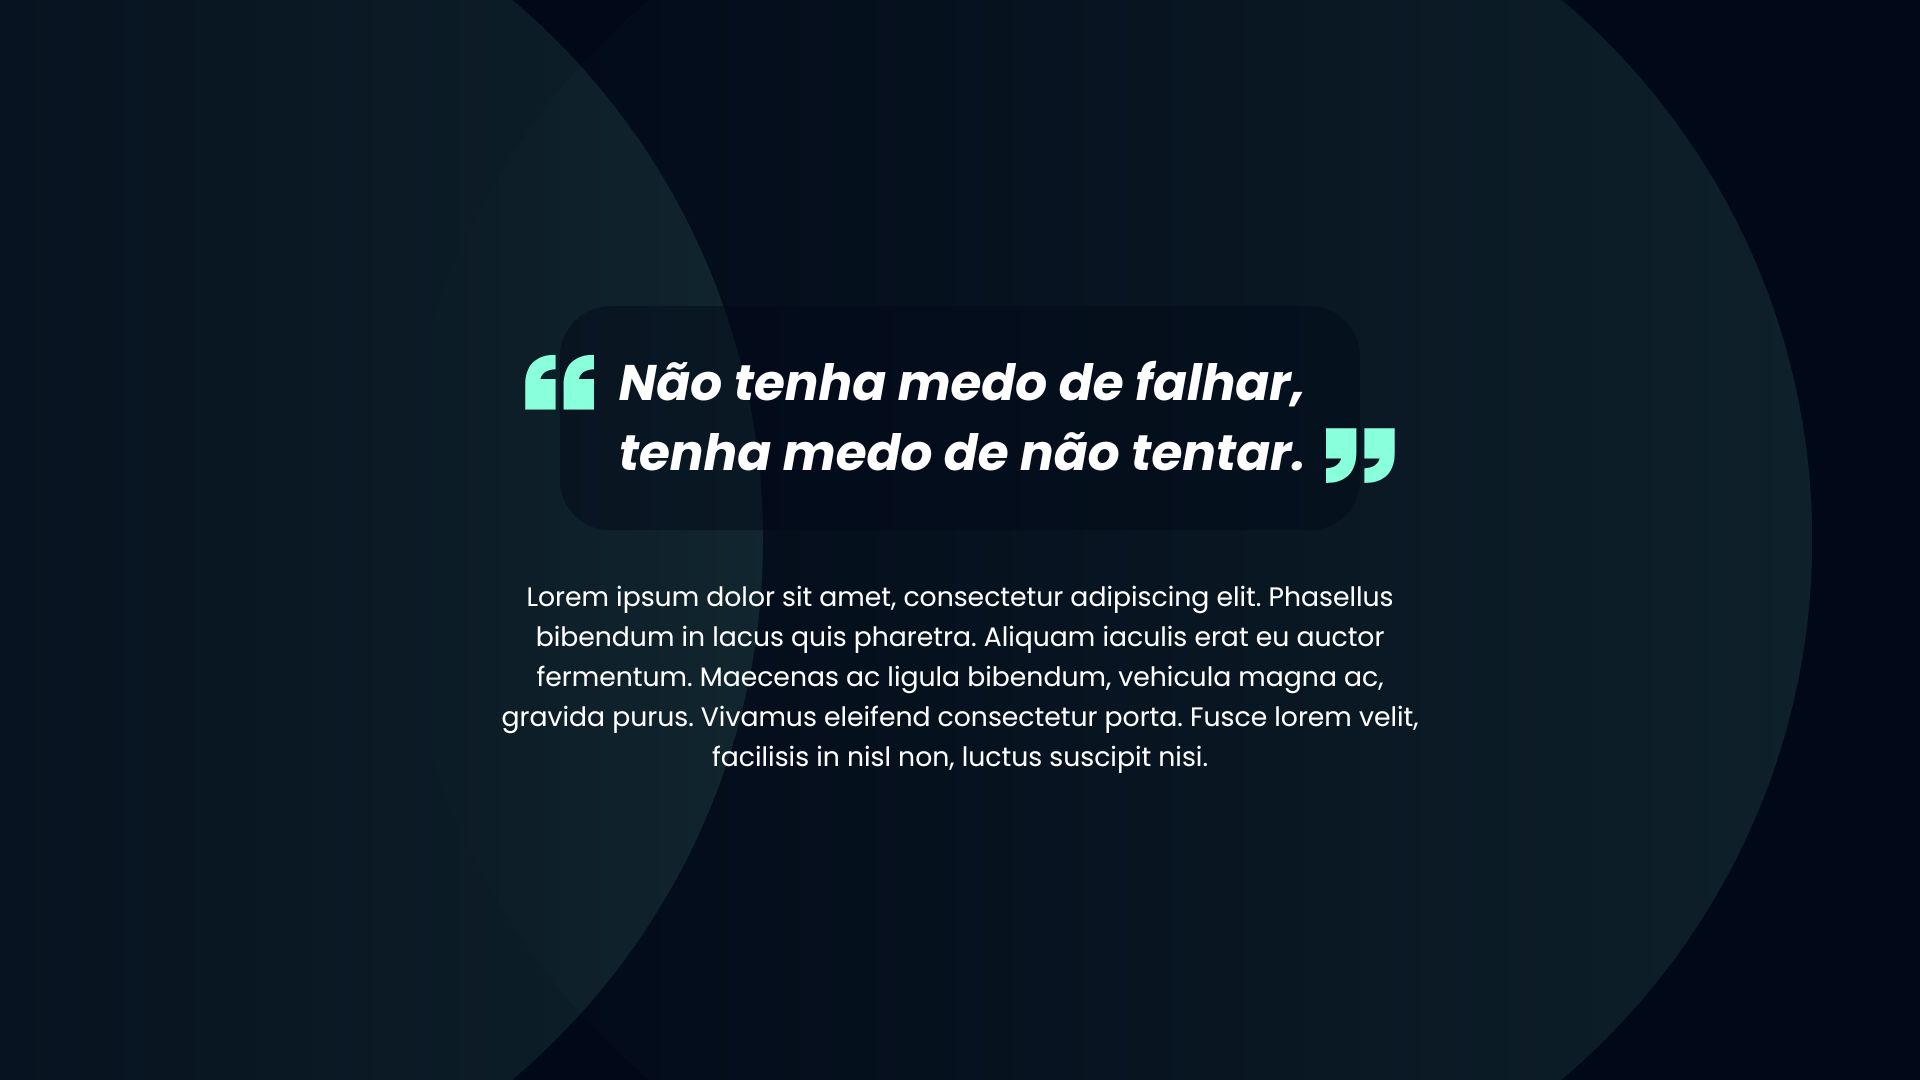 “Não tenha medo de falhar,
tenha medo de não tentar.”
Lorem ipsum dolor sit amet, consectetur adipiscing elit. Phasellus
bibendum in lacus quis pharetra. Aliquam iaculis erat eu auctor
fermentum. Maecenas ac ligula bibendum, vehicula magna ac,
gravida purus. Vivamus eleifend consectetur porta. Fusce lorem velit,
facilisis in nisl non, luctus suscipit nisi.